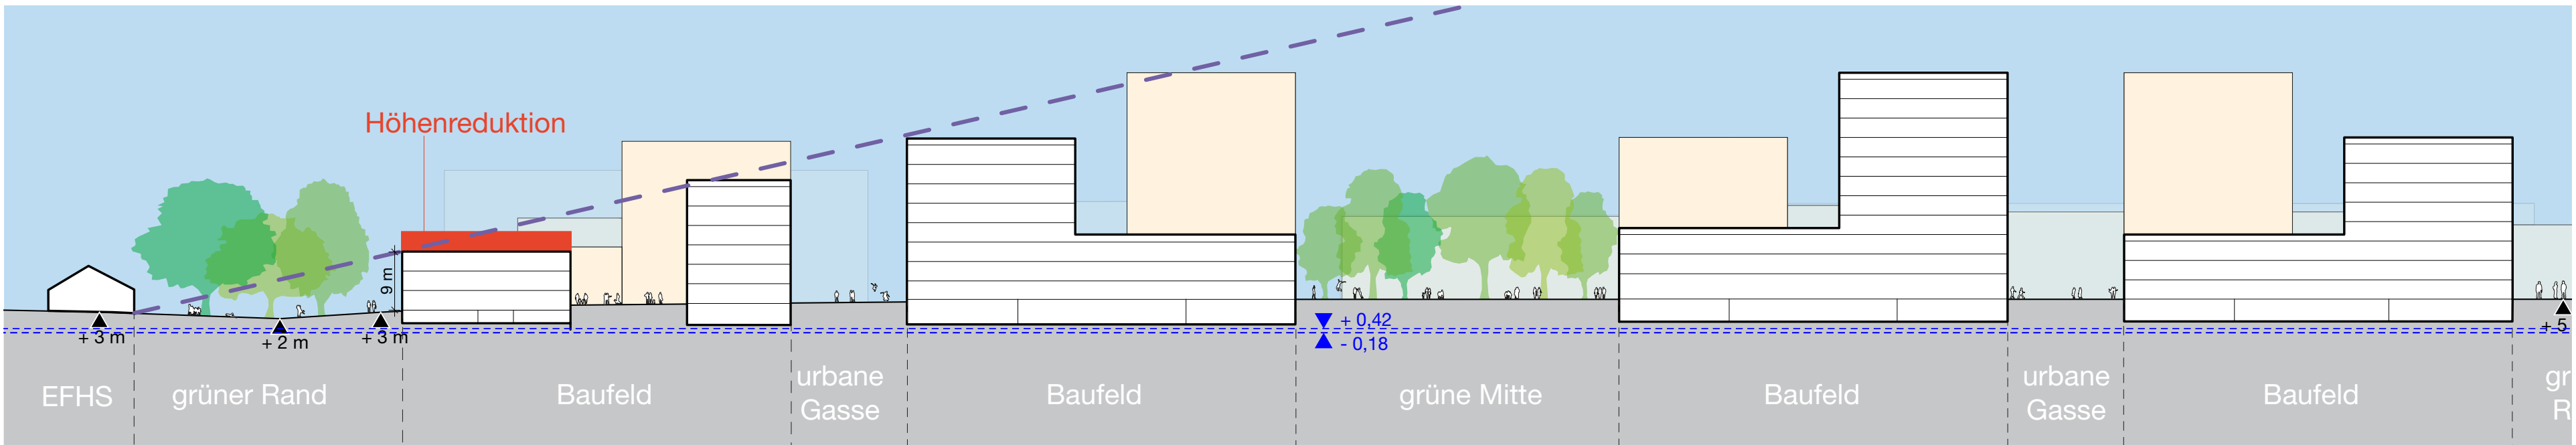 Höhenreduktion
9 m
+ 3 m
+ 2 m
+ 3 m
+ 0,42
- 0,18
+ 5
EFHS
grüner Rand
Baufeld
urbane
Gasse
Baufeld
grüne Mitte
Baufeld
urbane
Gasse
Baufeld
gr
R